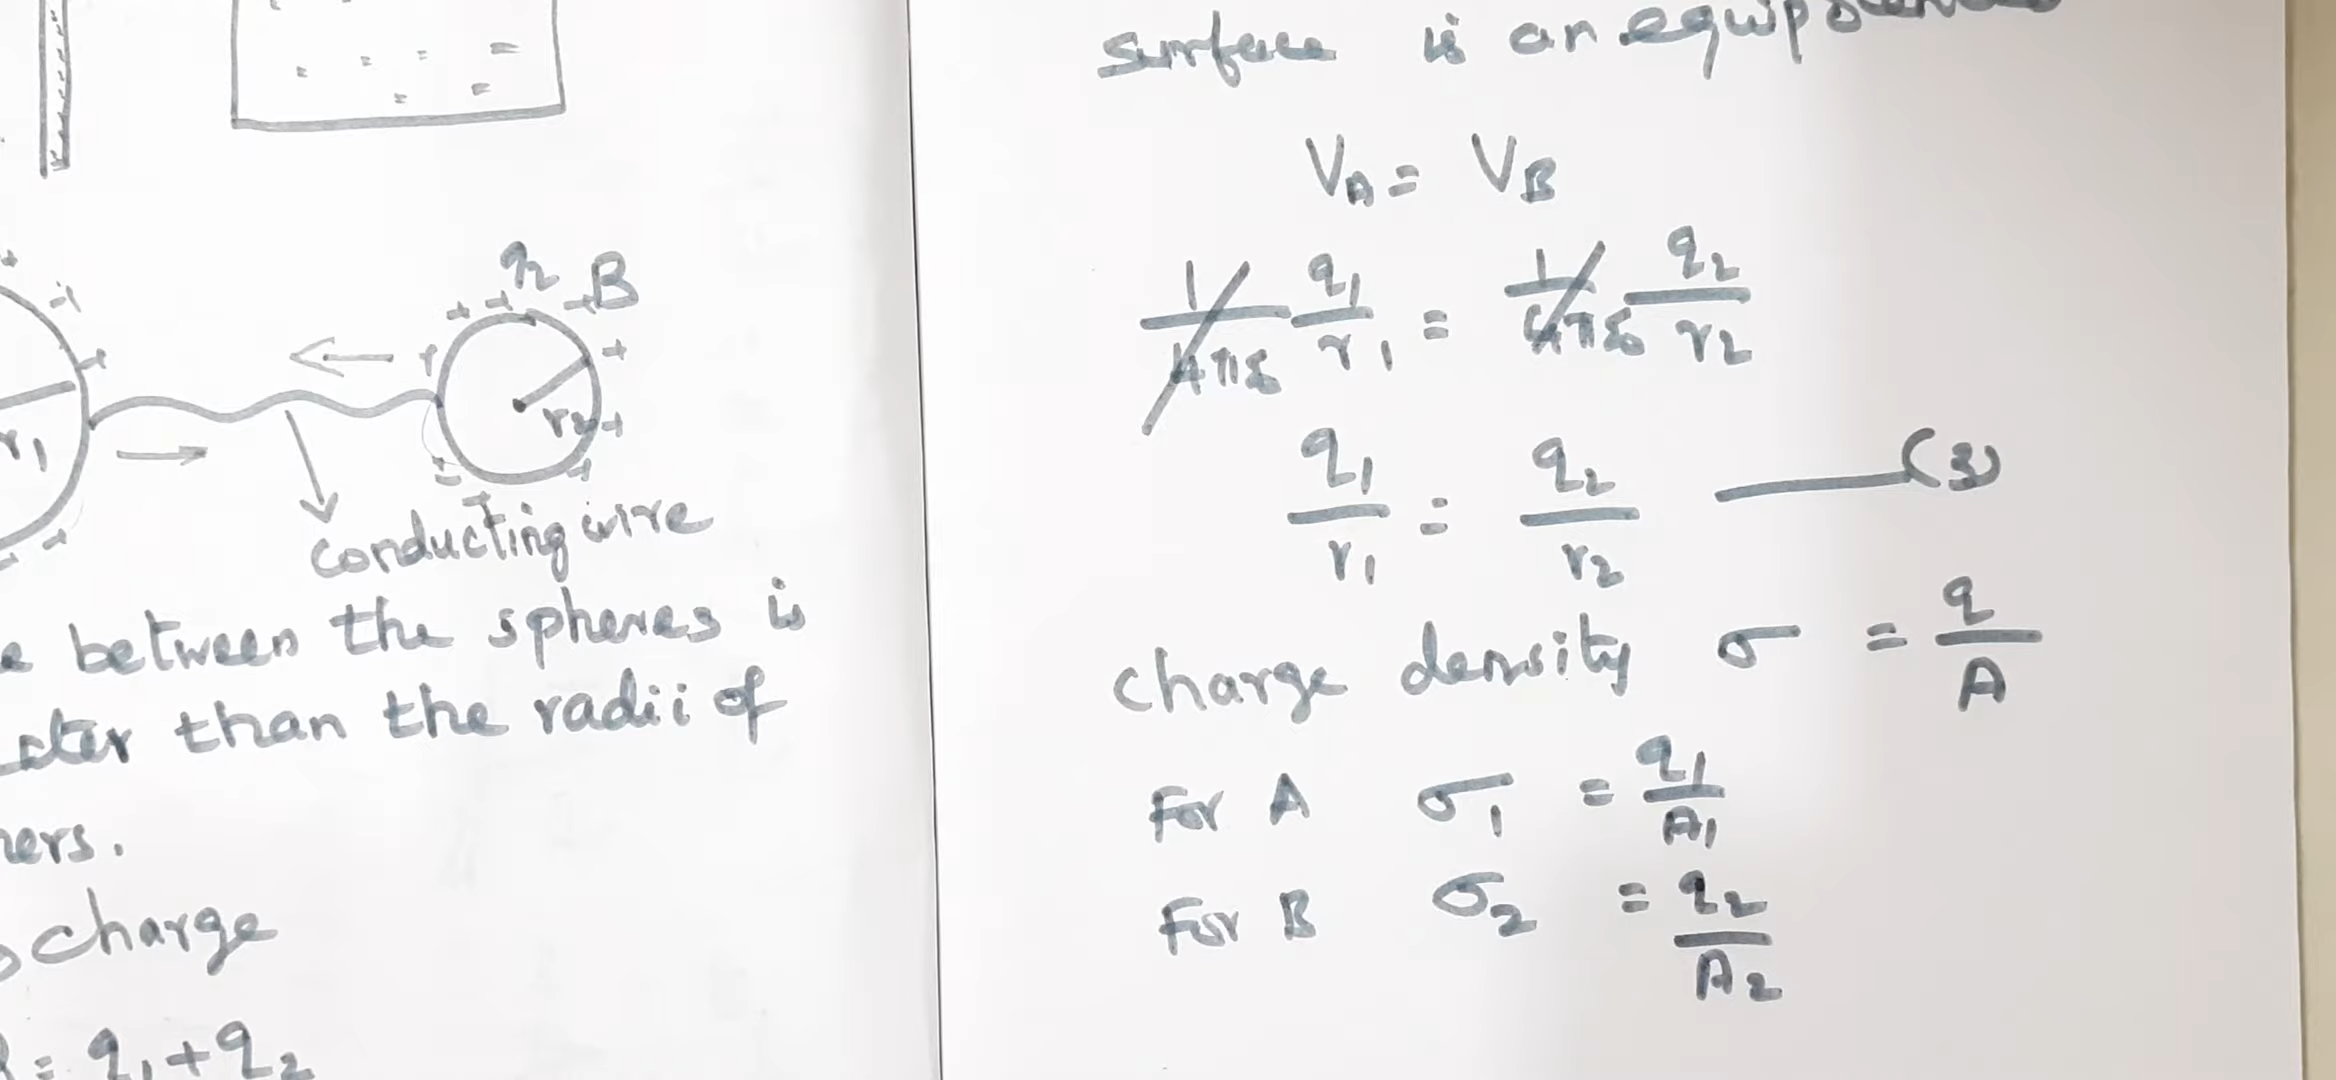 q2 B
r1
r2
conducting wire
between the spheres is
than the radii of
charge
= q1+q2
surface is an
VA = VB
1/4πε q1/r1 = 1/4πε0 q2/r2
q1/r1 = q2/r2 —(3)
charge density σ = q/A
For A σ1 = q1/A1
For B σ2 = q2/A2